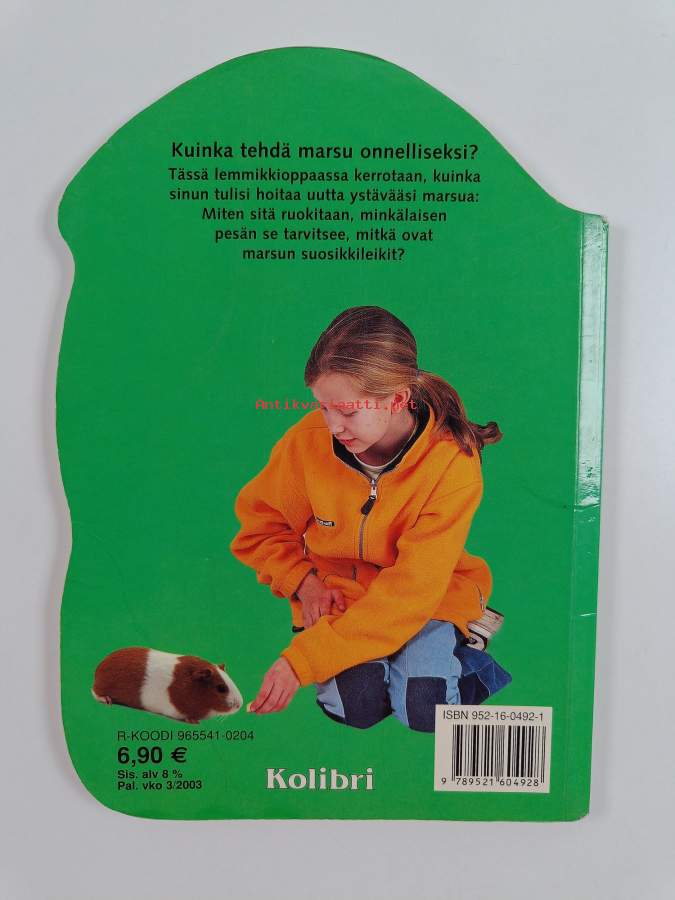 Kuinka tehdä marsu onnelliseksi?
Tässä lemmikkioppaassa kerrotaan, kuinka
sinun tulisi hoitaa uutta ystävääsi marsua:
Miten sitä ruokitaan, minkälaisen
pesän se tarvitsee, mitkä ovat
marsun suosikkileikit?
Antikvariaatti.net
R-KOODI 965541-0204
6,90 €
Sis. alv 8 %
Pal. vko 3/2003
Kolibri
ISBN 952-16-0492-1
9 789521 604928